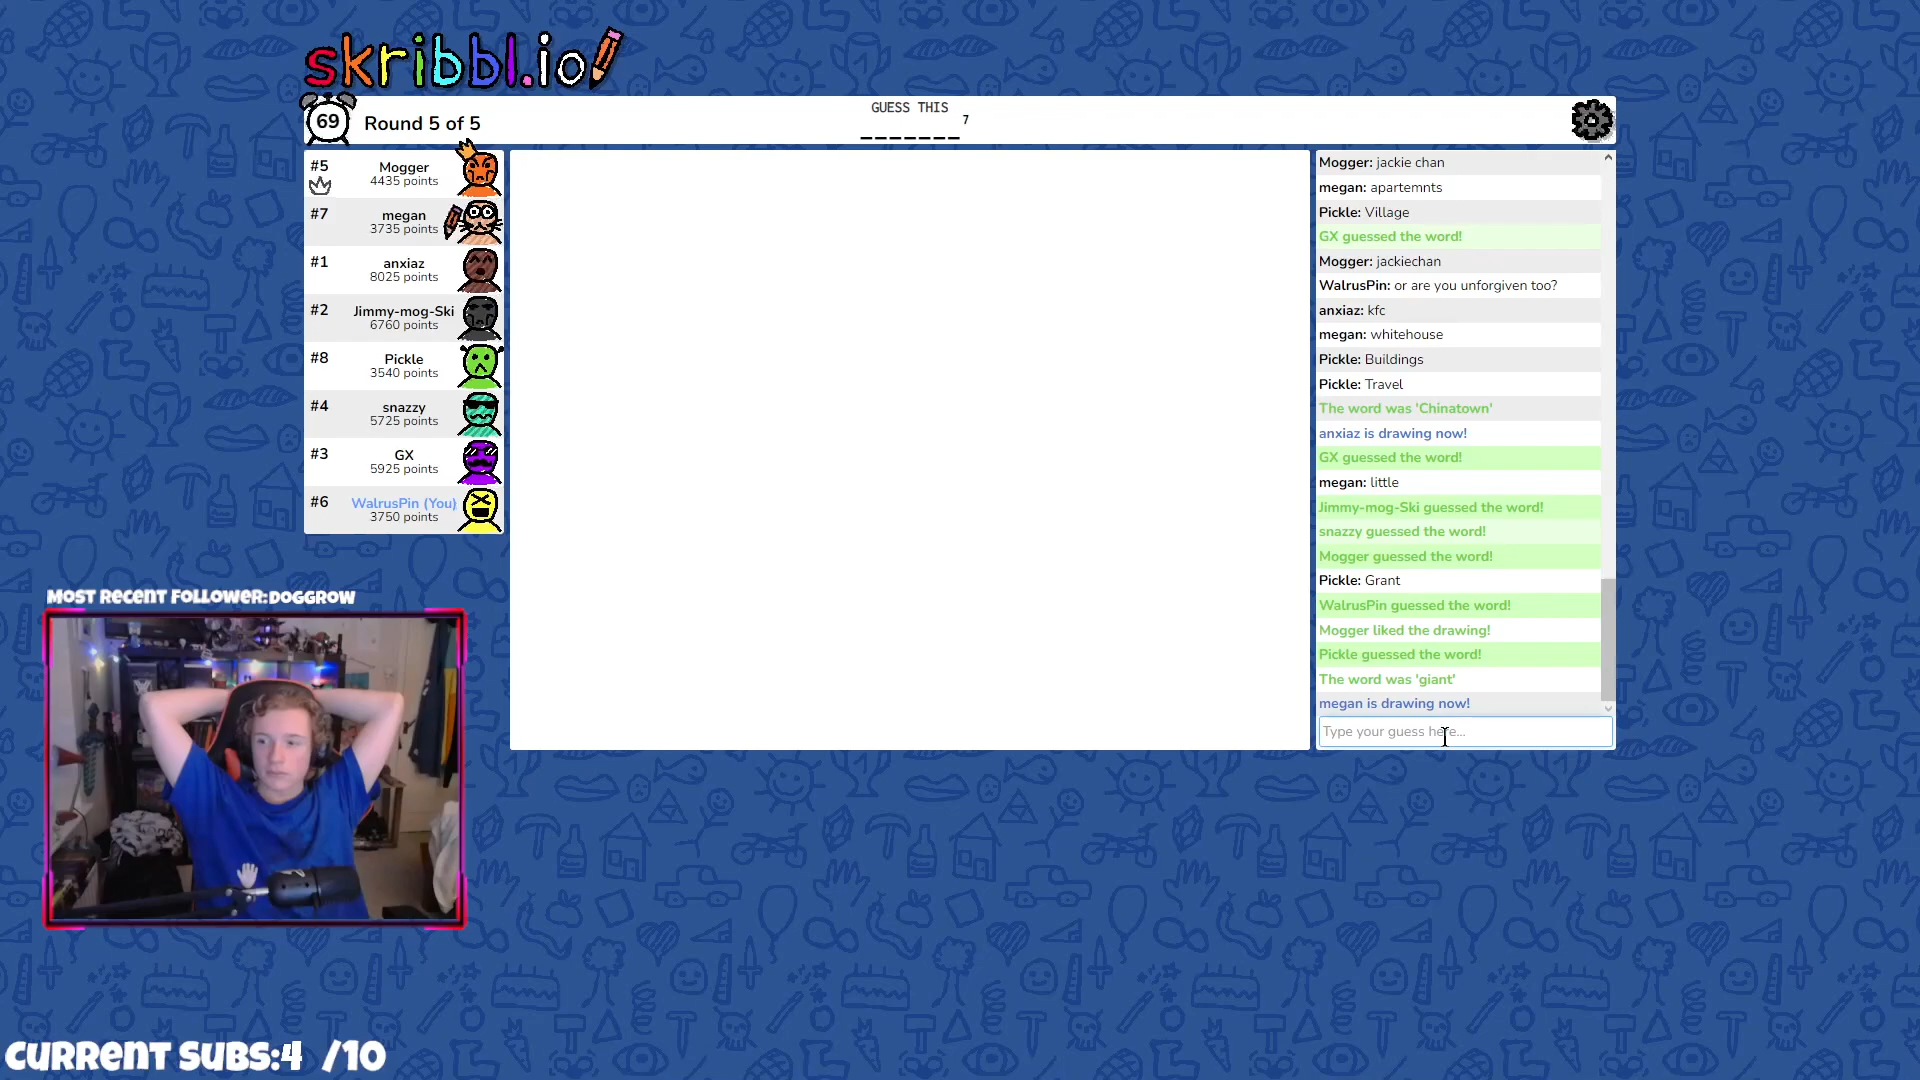 skribbl.io
69
Round 5 of 5
GUESS THIS
_______ 7
#5
Mogger
4435 points
#7
megan
3735 points
#1
anxiaz
8025 points
#2
Jimmy-mog-Ski
6760 points
#8
Pickle
3540 points
#4
snazzy
5725 points
#3
GX
5925 points
#6
WalrusPin (You)
3750 points
Mogger: jackie chan
megan: apartemnts
Pickle: Village
GX guessed the word!
Mogger: jackiechan
WalrusPin: or are you unforgiven too?
anxiaz: kfc
megan: whitehouse
Pickle: Buildings
Pickle: Travel
The word was 'Chinatown'
anxiaz is drawing now!
GX guessed the word!
megan: little
Jimmy-mog-Ski guessed the word!
snazzy guessed the word!
Mogger guessed the word!
Pickle: Grant
WalrusPin guessed the word!
Mogger liked the drawing!
Pickle guessed the word!
The word was 'giant'
megan is drawing now!
Type your guess here...
Most Recent Follower:DOGGROW
Current Subs:4 /10